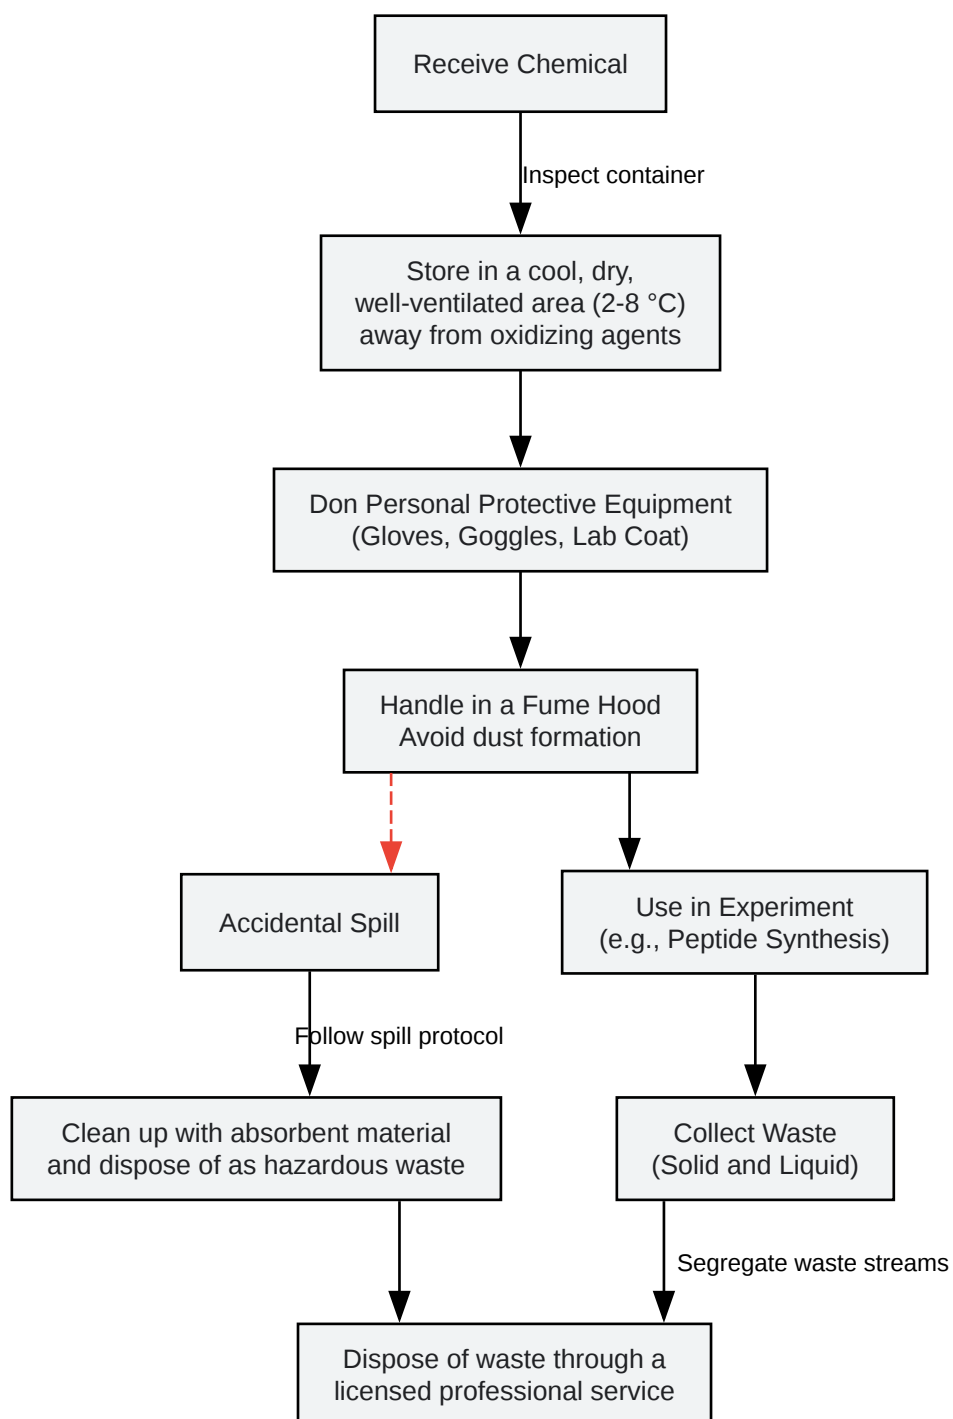 Receive Chemical
Inspect container
Store in a cool, dry,
well-ventilated area (2-8 °C)
away from oxidizing agents
Don Personal Protective Equipment
(Gloves, Goggles, Lab Coat)
Handle in a Fume Hood
Avoid dust formation
Accidental Spill
Use in Experiment
(e.g., Peptide Synthesis)
Follow spill protocol
Clean up with absorbent material
and dispose of as hazardous waste
Collect Waste
(Solid and Liquid)
Segregate waste streams
Dispose of waste through a
licensed professional service